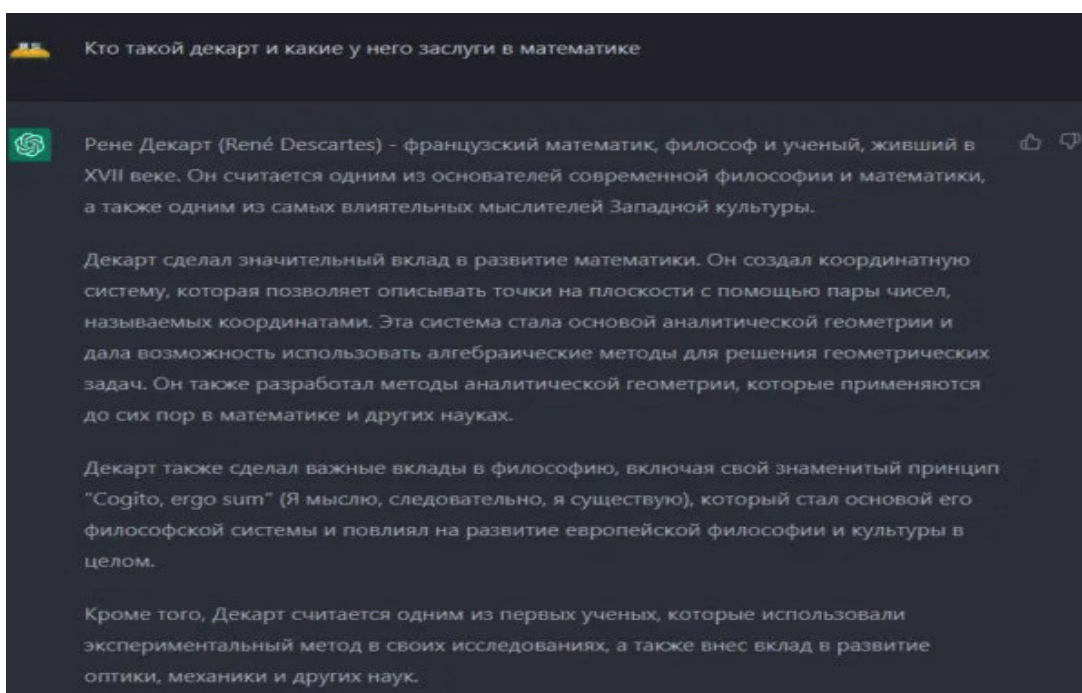 Кто такой декарт и какие у него заслуги в математике
Рене Декарт (René Descartes) - французский математик, философ и ученый, живший в
XVII веке. Он считается одним из основателей современной философии и математики,
а также одним из самых влиятельных мыслителей Западной культуры.
Декарт сделал значительный вклад в развитие математики. Он создал координатную
систему, которая позволяет описывать точки на плоскости с помощью пары чисел,
называемых координатами. Эта система стала основой аналитической геометрии и
дала возможность использовать алгебраические методы для решения геометрических
задач. Он также разработал методы аналитической геометрии, которые применяются
до сих пор в математике и других науках.
Декарт также сделал важные вклады в философию, включая свой знаменитый принцип
"Cogito, ergo sum" (Я мыслю, следовательно, я существую), который стал основой его
философской системы и повлиял на развитие европейской философии и культуры в
целом.
Кроме того, Декарт считается одним из первых ученых, которые использовали
экспериментальный метод в своих исследованиях, а также внес вклад в развитие
оптики, механики и других наук.